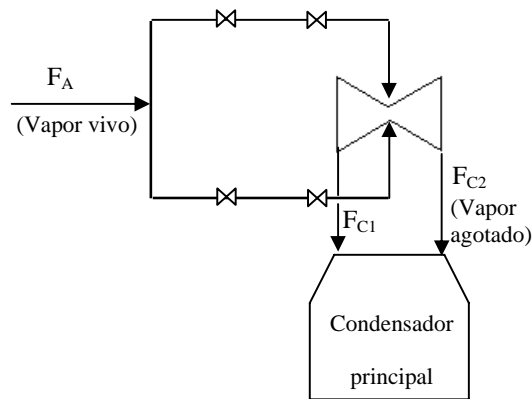 F_A
(Vapor vivo)
F_C1
F_C2
(Vapor
agotado)
Condensador
principal